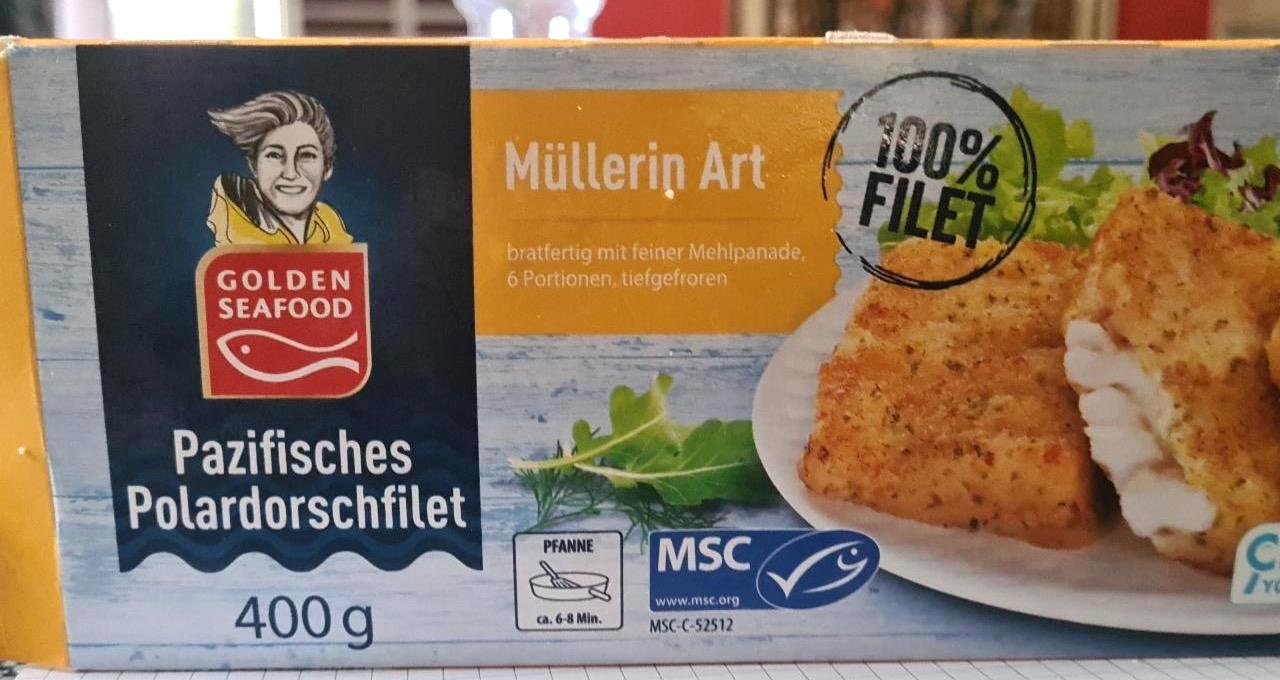 GOLDEN
SEAFOOD
Pazifisches
Polardorschfilet
400 g
Müllerin Art
bratfertig mit feiner Mehlpanade,
6 Portionen, tiefgefroren
100%
FILET
PFANNE
ca. 6-8 Min.
MSC
www.msc.org
™
MSC-C-52512